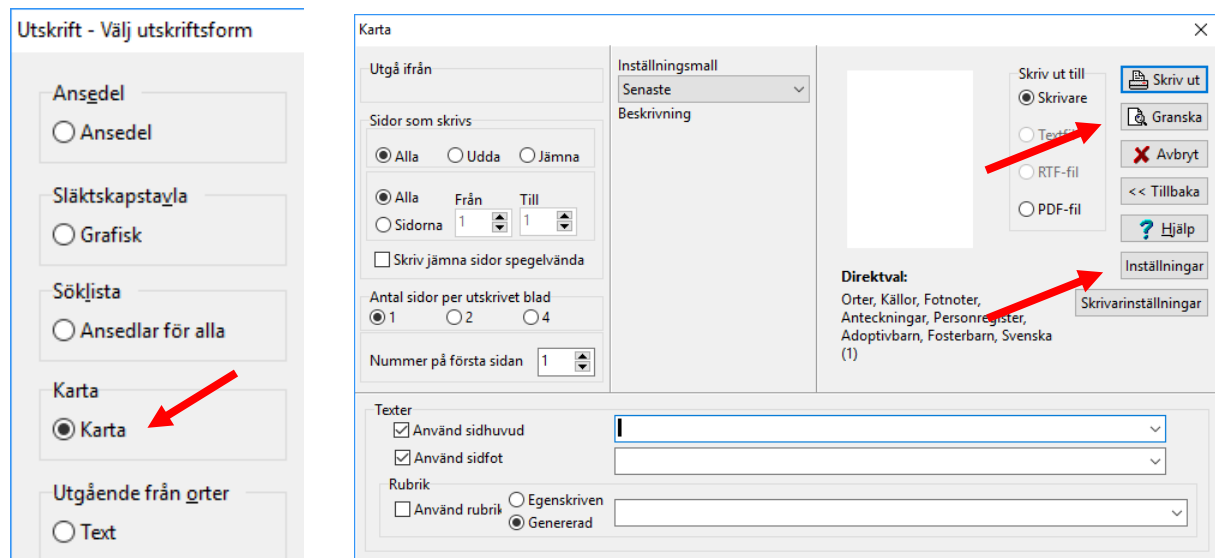 Utskrift - Välj utskriftsform
Ansedel
Ansedel
Släktskapstavla
Grafisk
Söklista
Ansedlar för alla
Karta
Karta
Utgående från orter
Text
Karta
Utgå ifrån
Sidor som skrivs
Alla Udda Jämna
Alla Från Till
Sidorna 1 1
Skriv jämna sidor spegelvända
Antal sidor per utskrivet blad
1 2 4
Nummer på första sidan 1
Inställningsmall
Senaste
Beskrivning
Direktval:
Orter, Källor, Fotnoter,
Anteckningar, Personregister,
Adoptivbarn, Fosterbarn, Svenska
(1)
Skriv ut till
Skrivare
Textfil
RTF-fil
PDF-fil
Skriv ut
Granska
Avbryt
<< Tillbaka
Hjälp
Inställningar
Skrivarinställningar
Texter
Använd sidhuvud
Använd sidfot
Rubrik
Använd rubrik
Egenskriven
Genererad